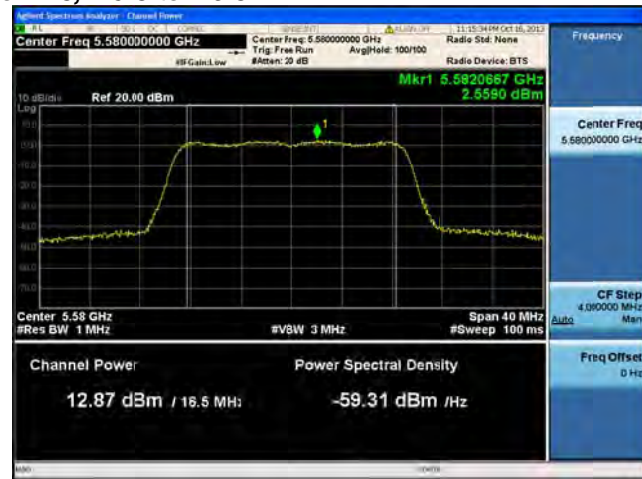 Agilent Spectrum Analyzer - Channel Power
RL
DC
11:15:34 PM Oct 16, 2013
Center Freq 5.580000000 GHz
Center Freq: 5.580000000 GHz
Radio Std: None
Frequency
Trig: Free Run
Avg|Hold: 100/100
#IFGain:Low
#Atten: 20 dB
Radio Device: BTS
Mkr1 5.5820667 GHz
10 dB/div
Ref 20.00 dBm
2.5590 dBm
Log
1
Center Freq
5.580000000 GHz
Center 5.58 GHz
Span 40 MHz
#Res BW 1 MHz
#VBW 3 MHz
#Sweep 100 ms
CF Step
4.000000 MHz
Auto
Man
Channel Power
Power Spectral Density
12.87 dBm / 16.5 MHz
-59.31 dBm /Hz
Freq Offset
0 Hz
MSG
STATUS